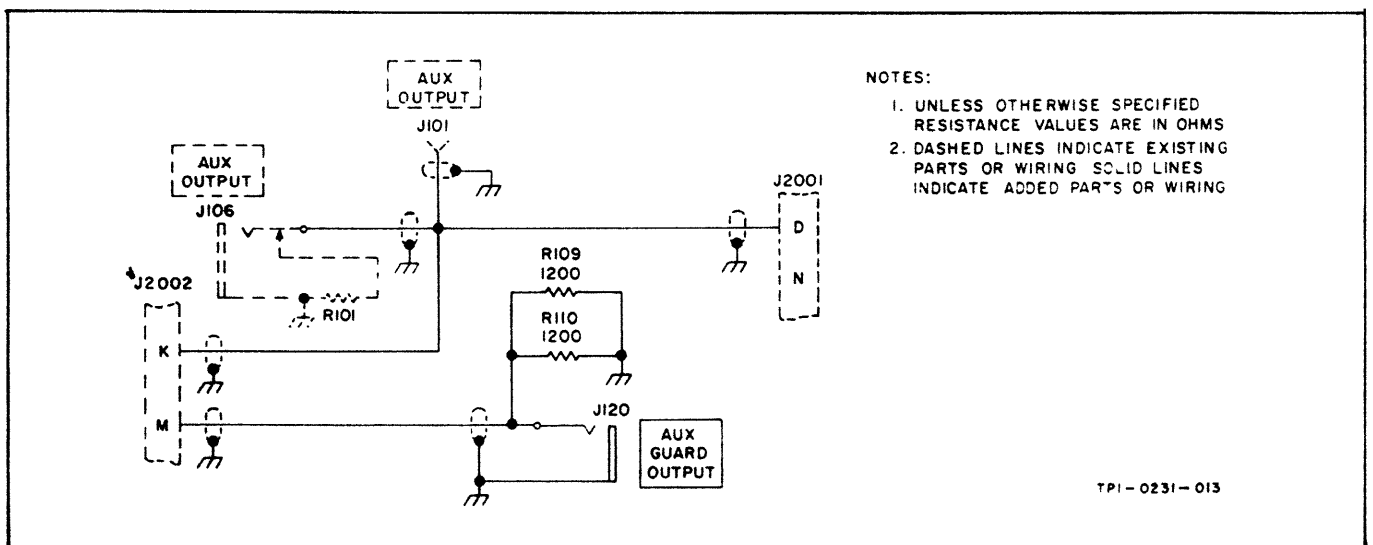 AUX
OUTPUT
J101
AUX
OUTPUT
J106
R101
J2002
K
M
R109
1200
R110
1200
J120
AUX
GUARD
OUTPUT
J2001
D
N
NOTES:
1. UNLESS OTHERWISE SPECIFIED
RESISTANCE VALUES ARE IN OHMS
2. DASHED LINES INDICATE EXISTING
PARTS OR WIRING SOLID LINES
INDICATE ADDED PARTS OR WIRING
TPI-0231-013